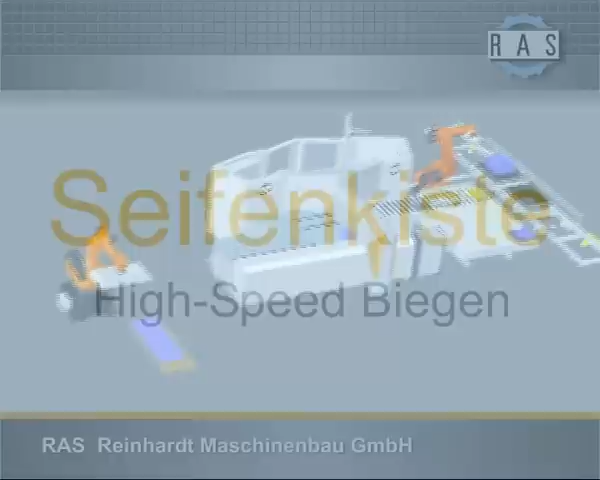 RAS
Seifenkiste
High-Speed Biegen
RAS Reinhardt Maschinenbau GmbH